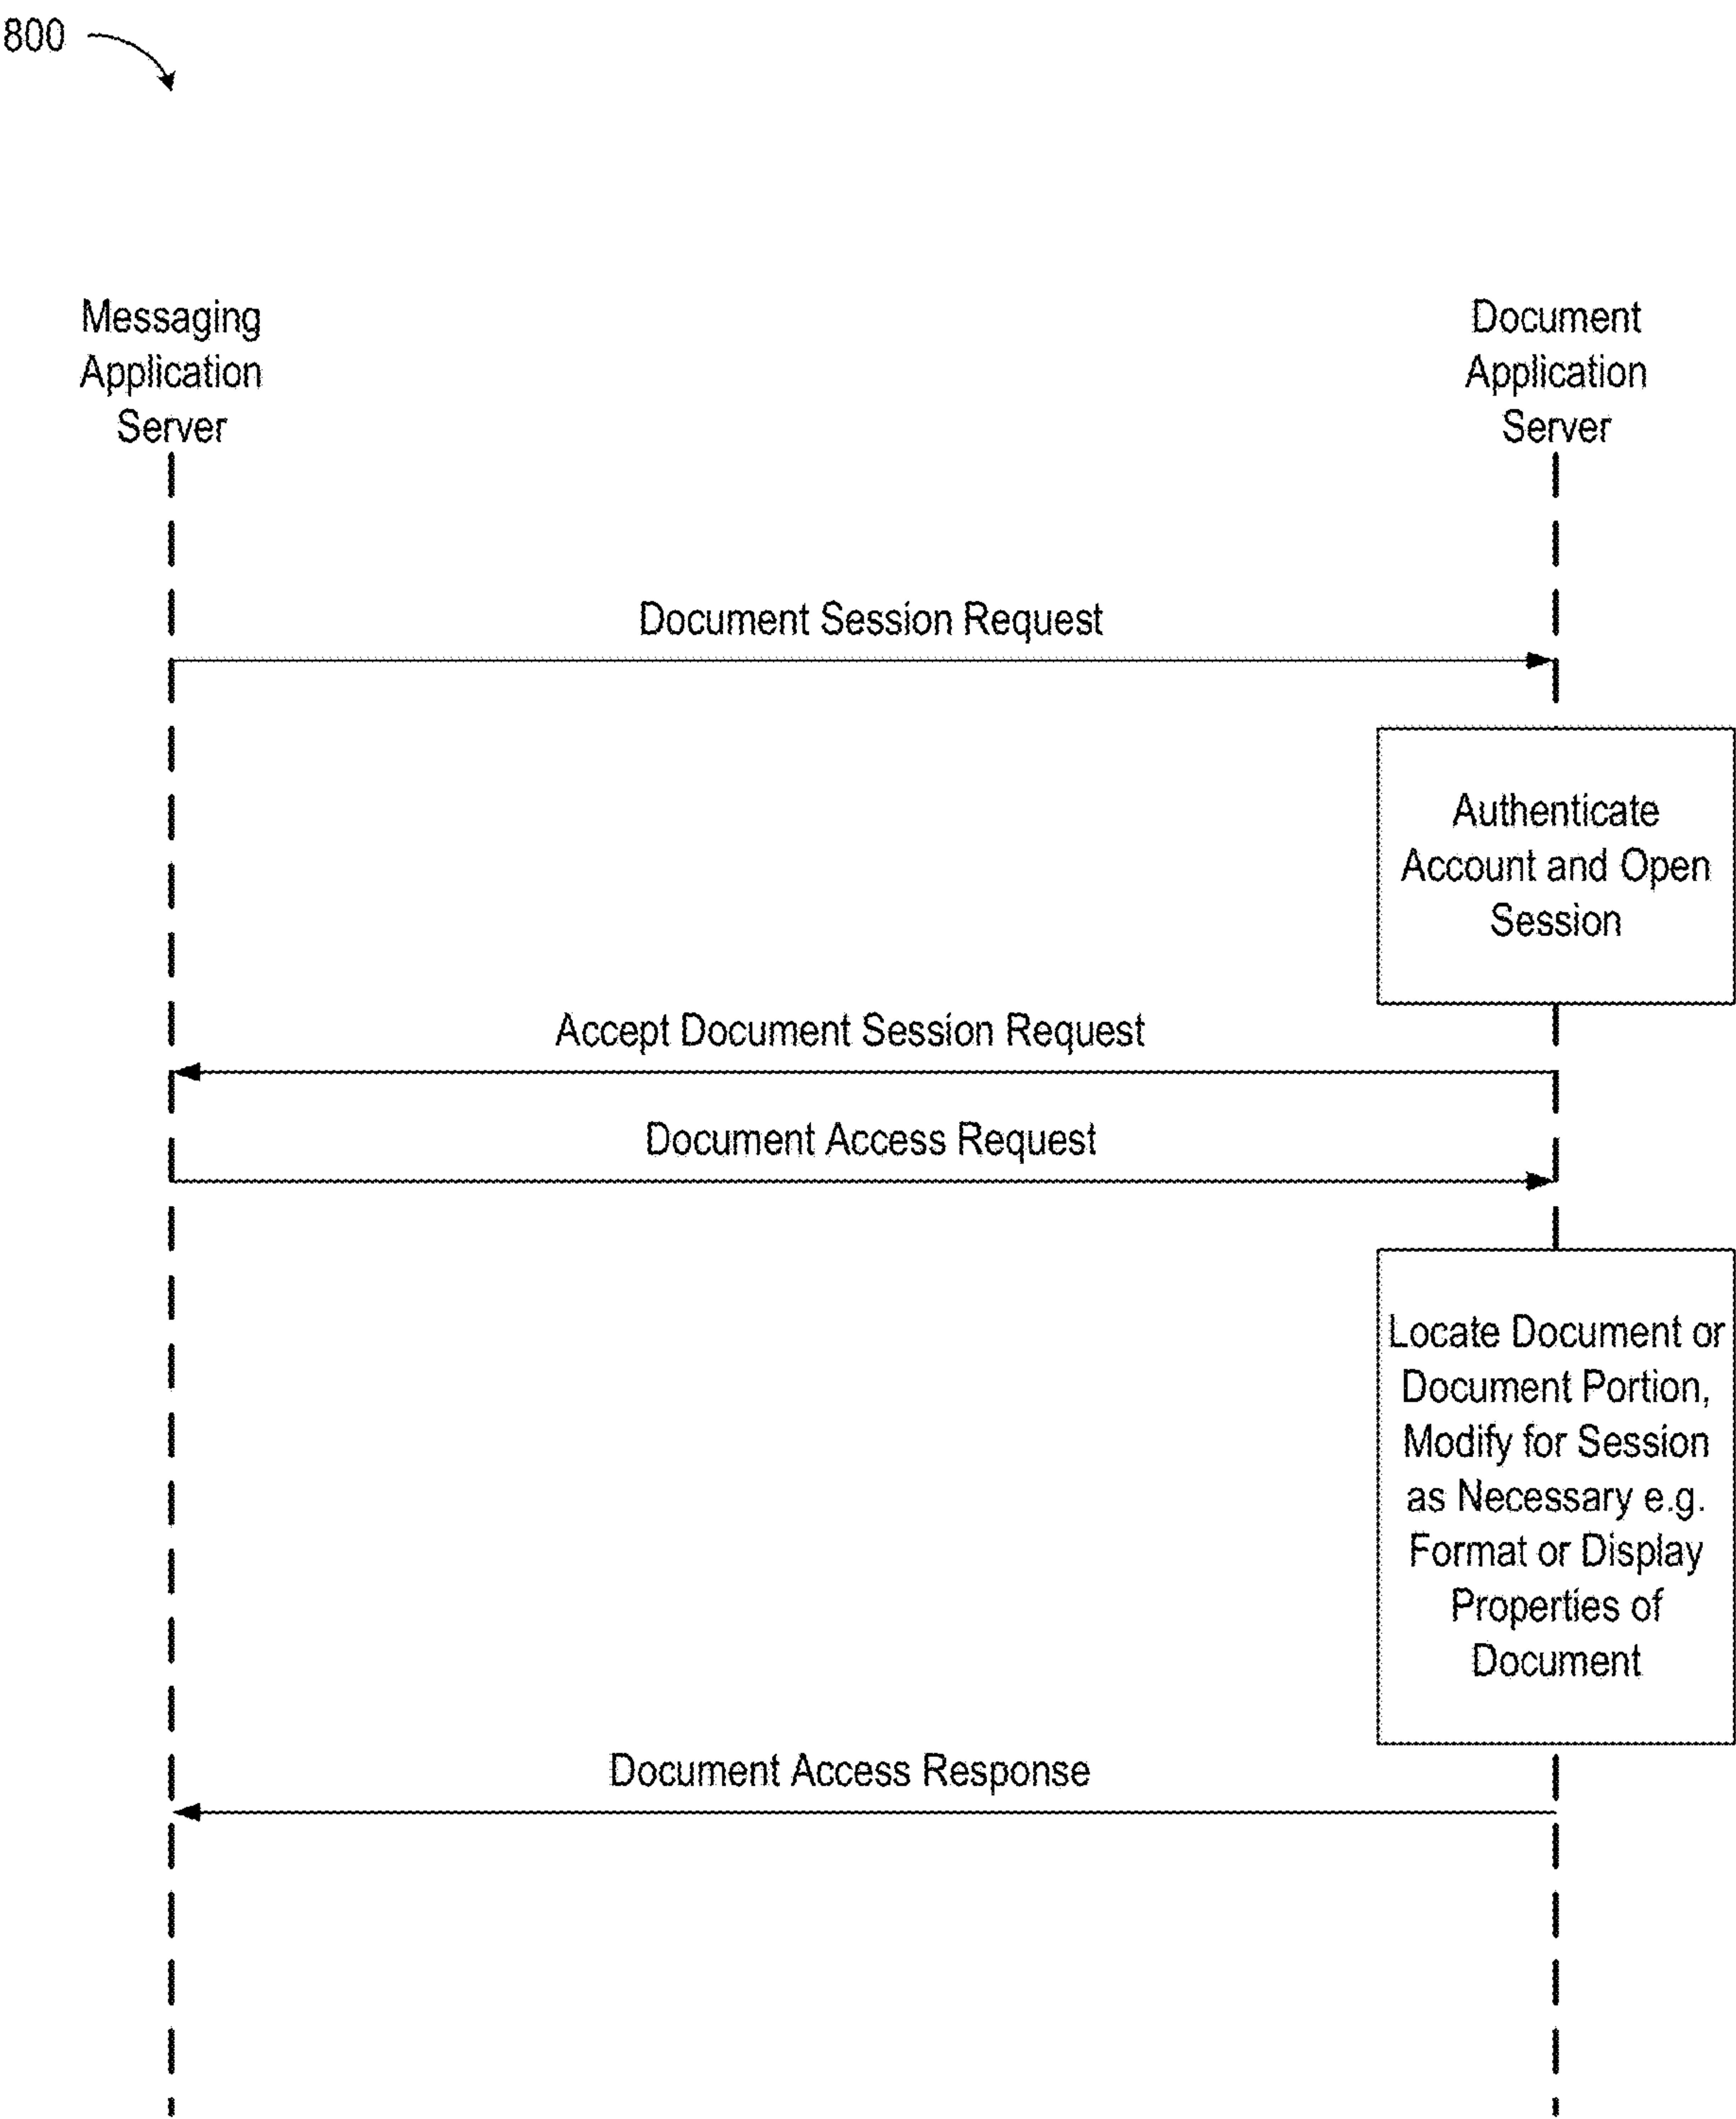 800
Messaging
Application
Server
Document
Application
Server
Document Session Request
Authenticate
Account and Open
Session
Accept Document Session Request
Document Access Request
Locate Document or
Document Portion,
Modify for Session
as Necessary e.g.
Format or Display
Properties of
Document
Document Access Response